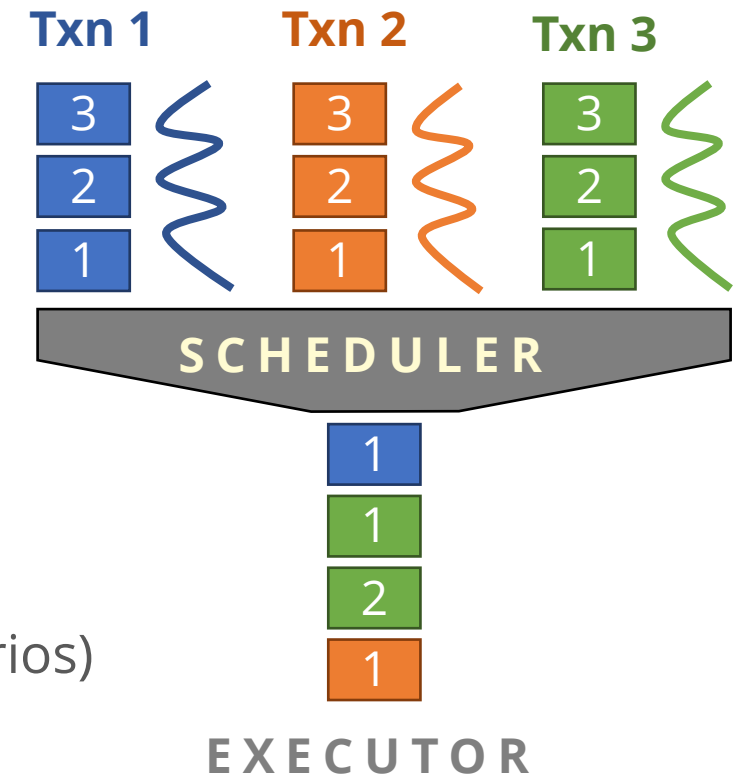 Txn 1 Txn 2 Txn 3
3 3 3
2 2 2
1 1 1
SCHEDULER
1
1
2
rios)
1
EXECUTOR